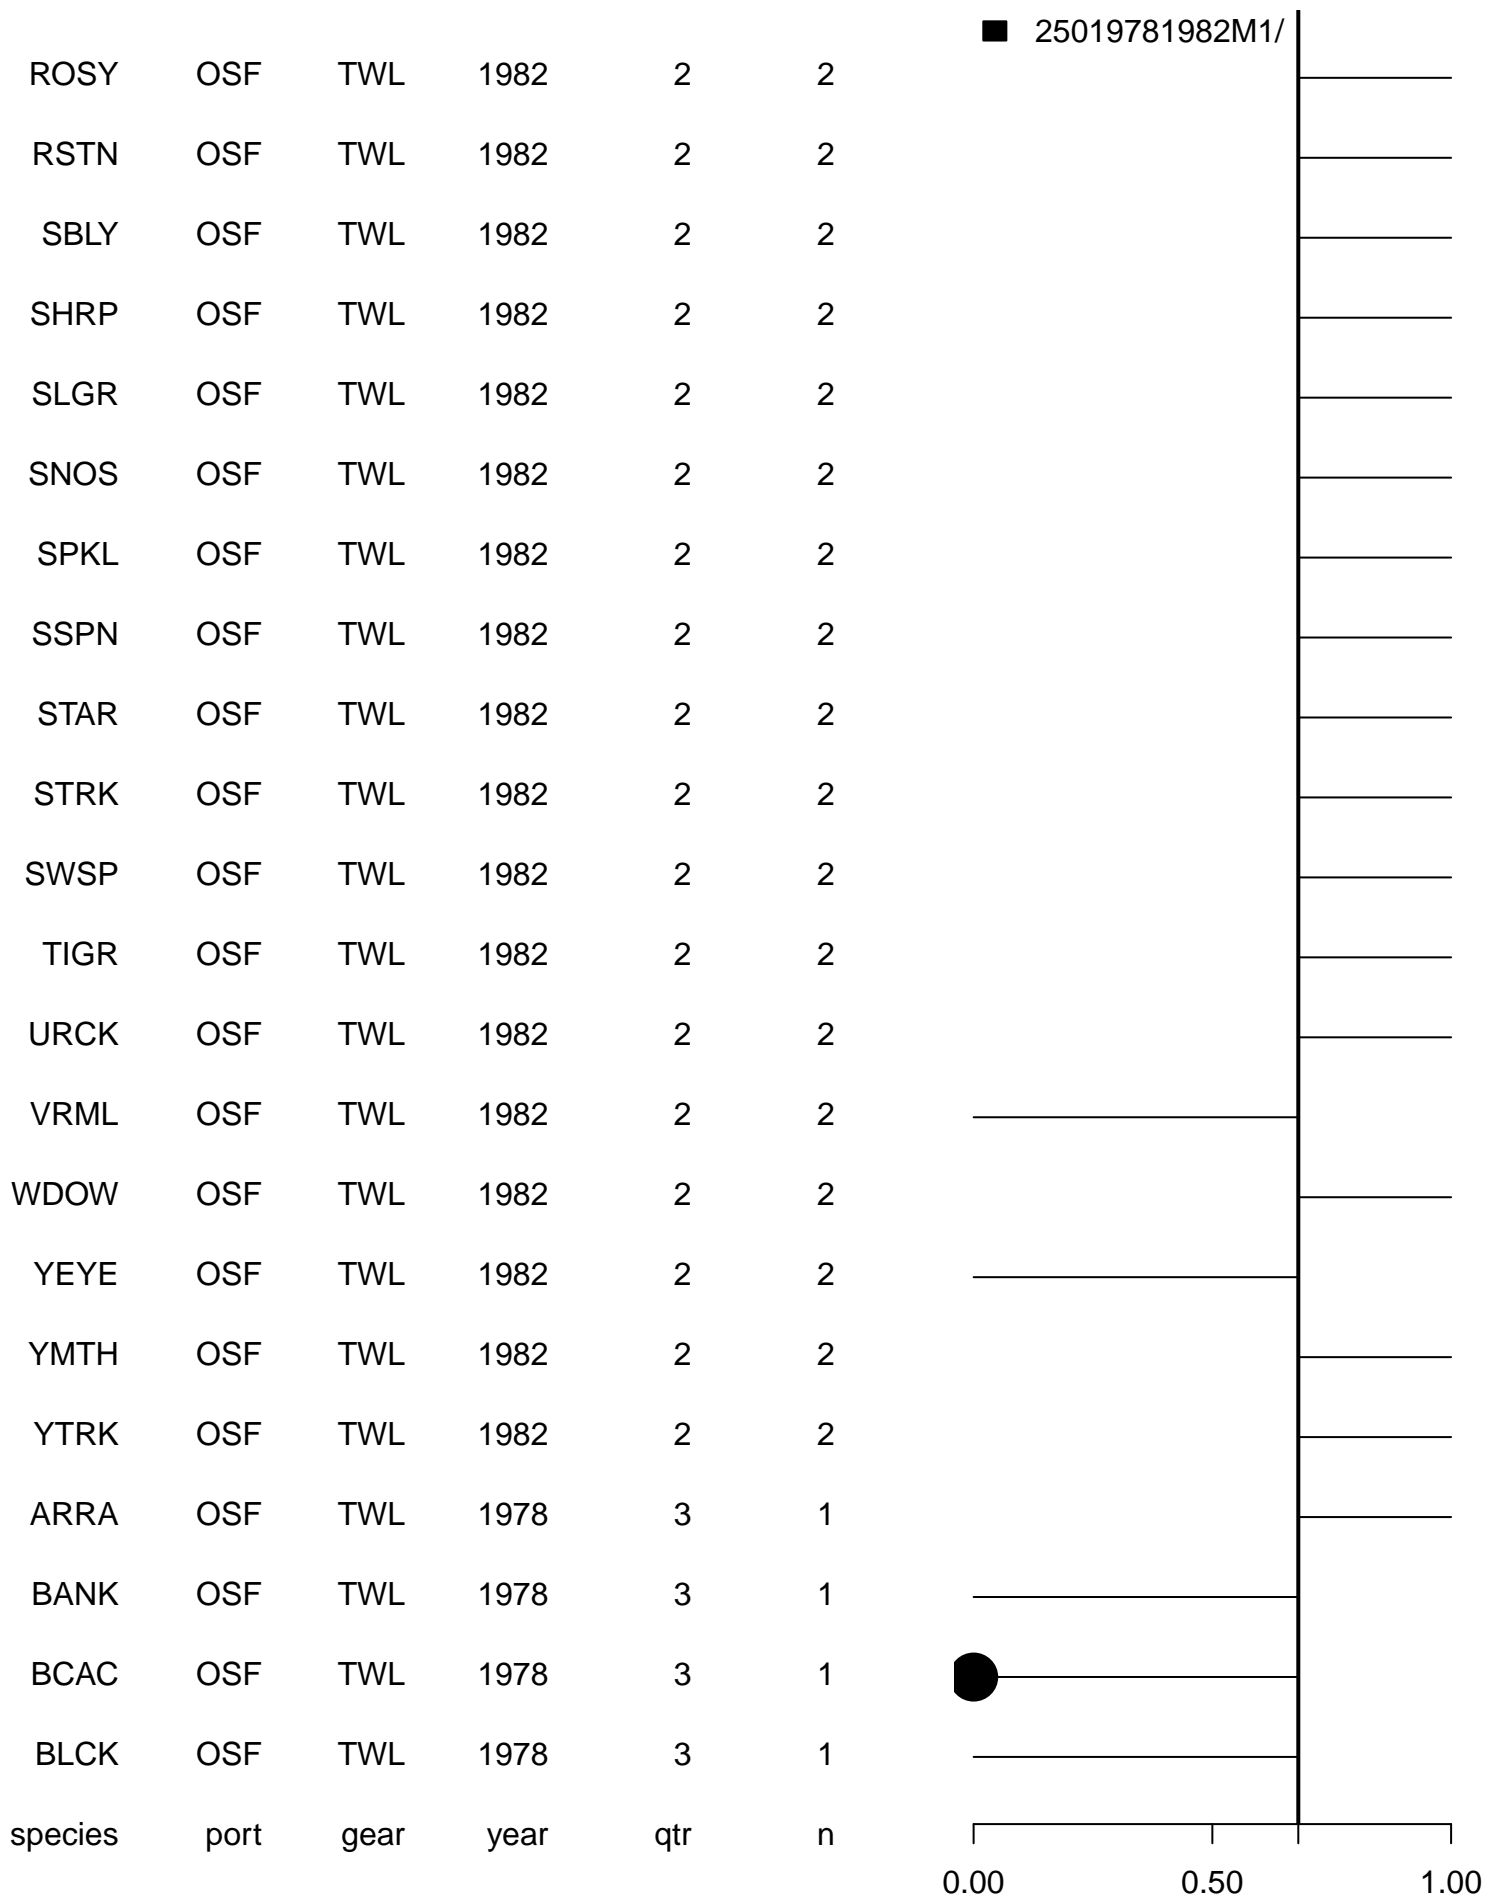 25019781982M1/
ROSY OSF TWL 1982 2 2
RSTN OSF TWL 1982 2 2
SBLY OSF TWL 1982 2 2
SHRP OSF TWL 1982 2 2
SLGR OSF TWL 1982 2 2
SNOS OSF TWL 1982 2 2
SPKL OSF TWL 1982 2 2
SSPN OSF TWL 1982 2 2
STAR OSF TWL 1982 2 2
STRK OSF TWL 1982 2 2
SWSP OSF TWL 1982 2 2
TIGR OSF TWL 1982 2 2
URCK OSF TWL 1982 2 2
VRML OSF TWL 1982 2 2
WDOW OSF TWL 1982 2 2
YEYE OSF TWL 1982 2 2
YMTH OSF TWL 1982 2 2
YTRK OSF TWL 1982 2 2
ARRA OSF TWL 1978 3 1
BANK OSF TWL 1978 3 1
BCAC OSF TWL 1978 3 1
BLCK OSF TWL 1978 3 1
species port gear year qtr n
0.00 0.50 1.00